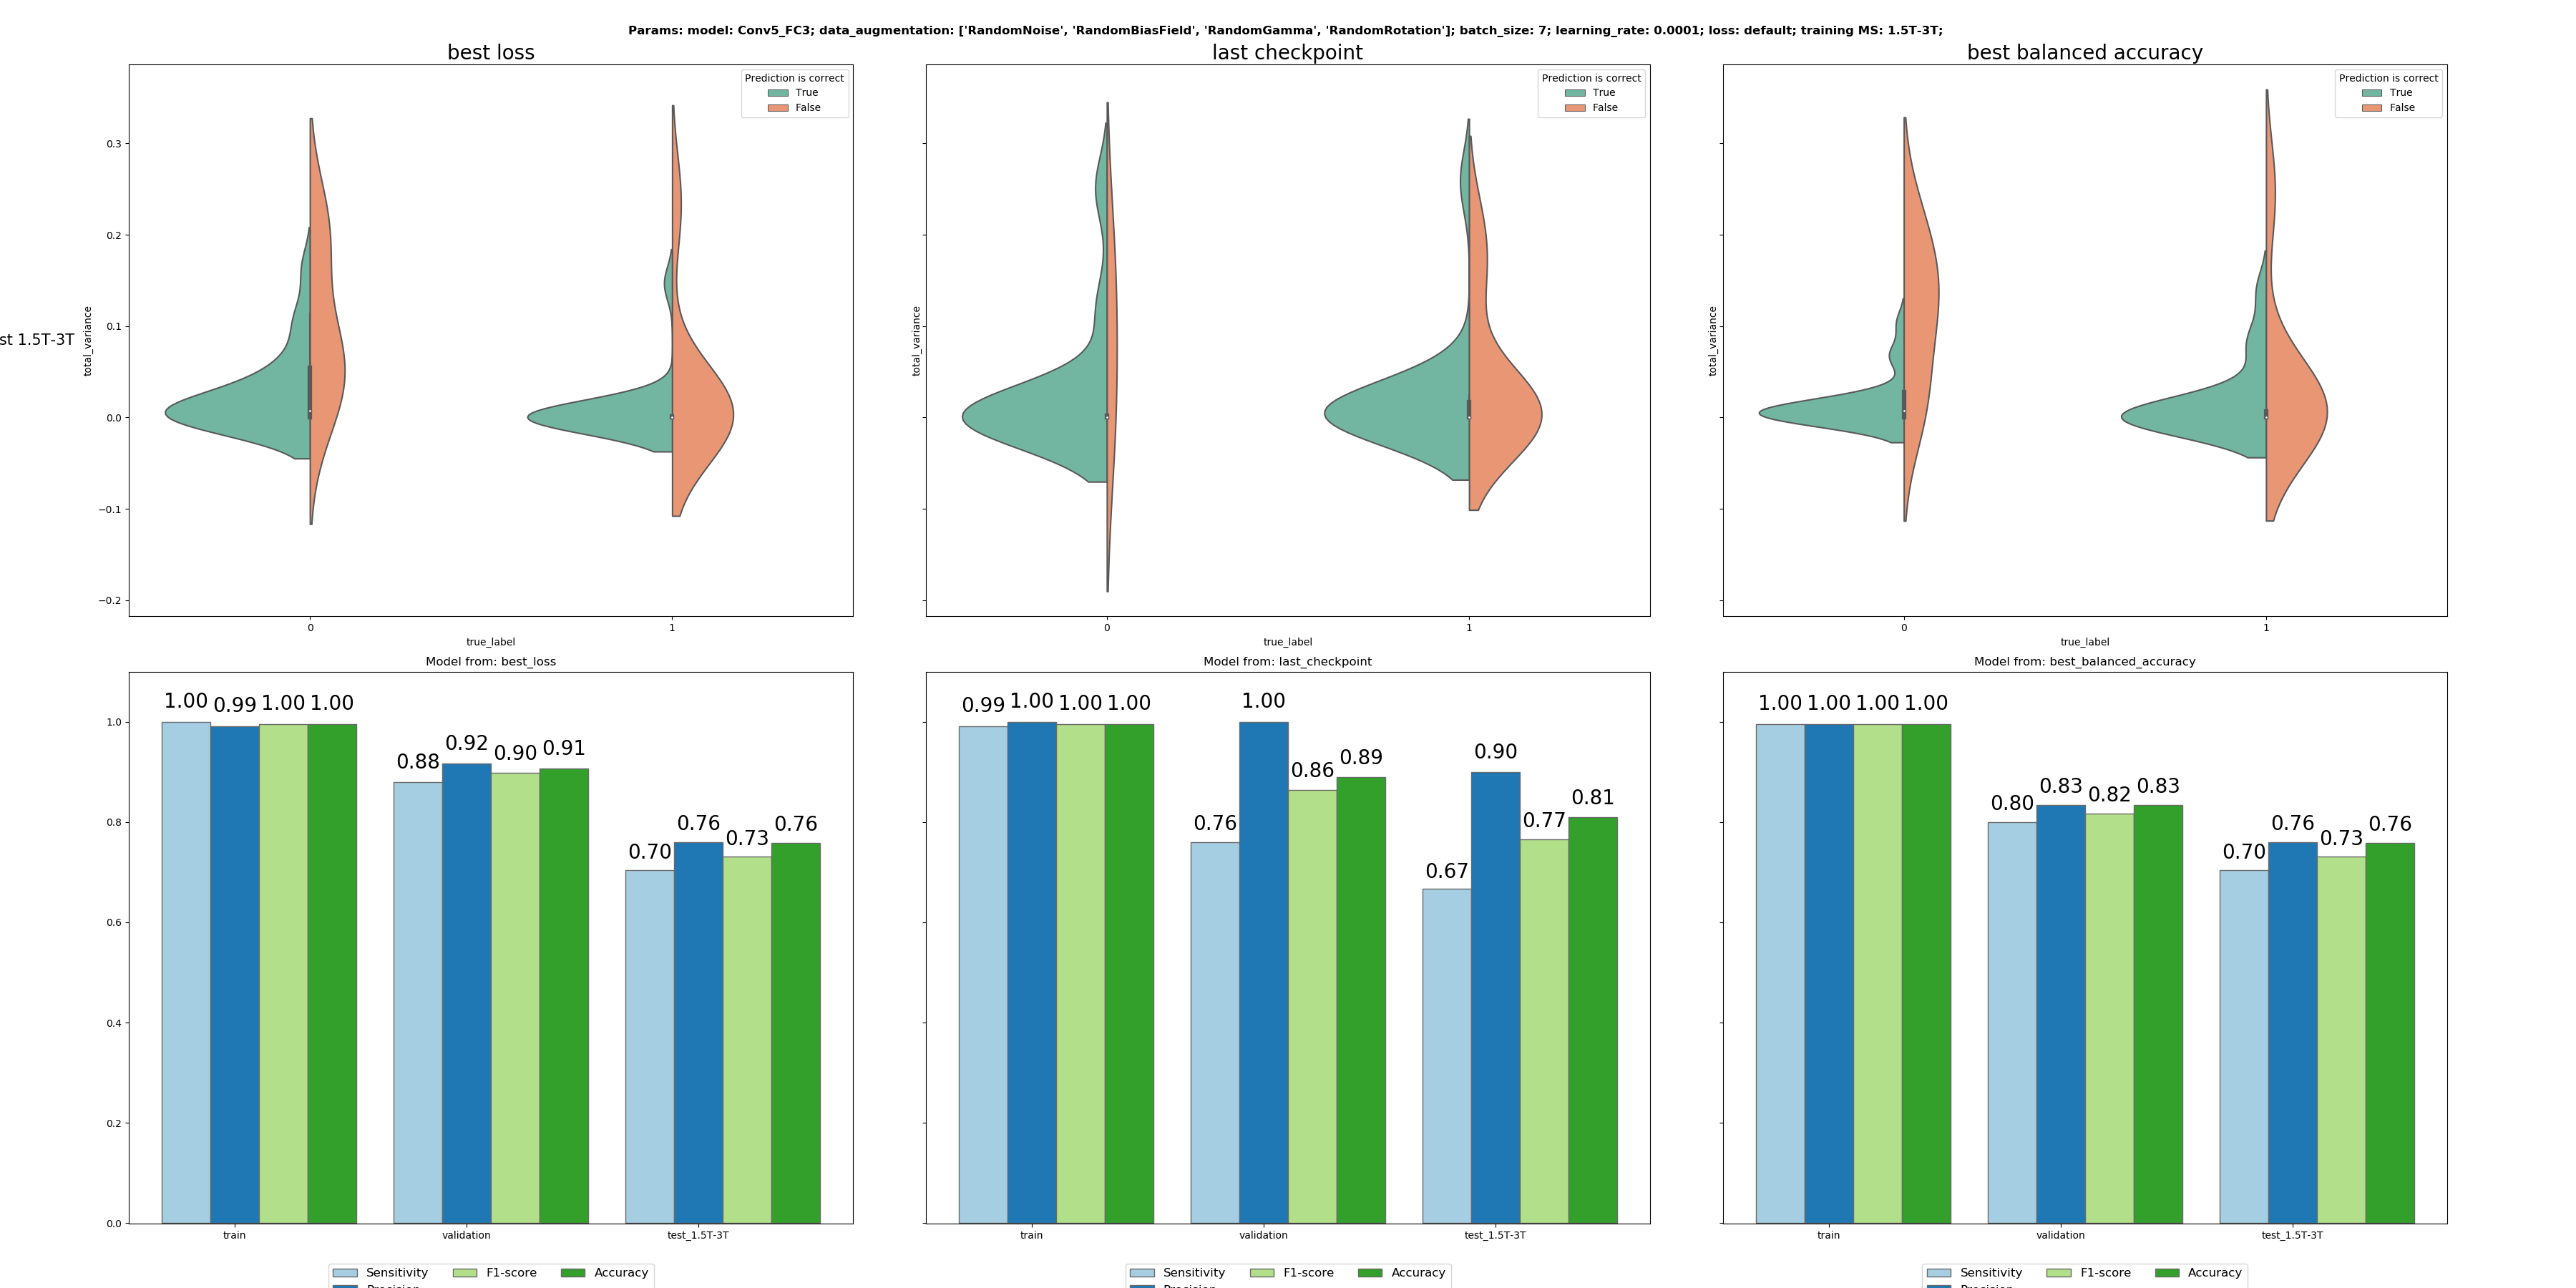 Params: model: Conv5_FC3; data_augmentation: ['RandomNoise', 'RandomBiasField', 'RandomGamma', 'RandomRotation']; batch_size: 7; learning_rate: 0.0001; loss: default; training MS: 1.5T-3T;
best loss
last checkpoint
best balanced accuracy
Prediction is correct
True
False
Prediction is correct
True
False
Prediction is correct
True
False
0.3
0.2
0.1
0.0
−0.1
−0.2
st 1.5T-3T
total_variance
total_variance
total_variance
0 1
0 1
0 1
true_label
true_label
true_label
Model from: best_loss
Model from: last_checkpoint
Model from: best_balanced_accuracy
1.0
0.8
0.6
0.4
0.2
0.0
1.00 0.99 1.00 1.00
0.88 0.92 0.90 0.91
0.70 0.76 0.73 0.76
0.99 1.00 1.00 1.00
0.76 1.00 0.86 0.89
0.67 0.90 0.77 0.81
1.00 1.00 1.00 1.00
0.80 0.83 0.82 0.83
0.70 0.76 0.73 0.76
train validation test_1.5T-3T
train validation test_1.5T-3T
train validation test_1.5T-3T
Sensitivity F1-score Accuracy
Sensitivity F1-score Accuracy
Sensitivity F1-score Accuracy